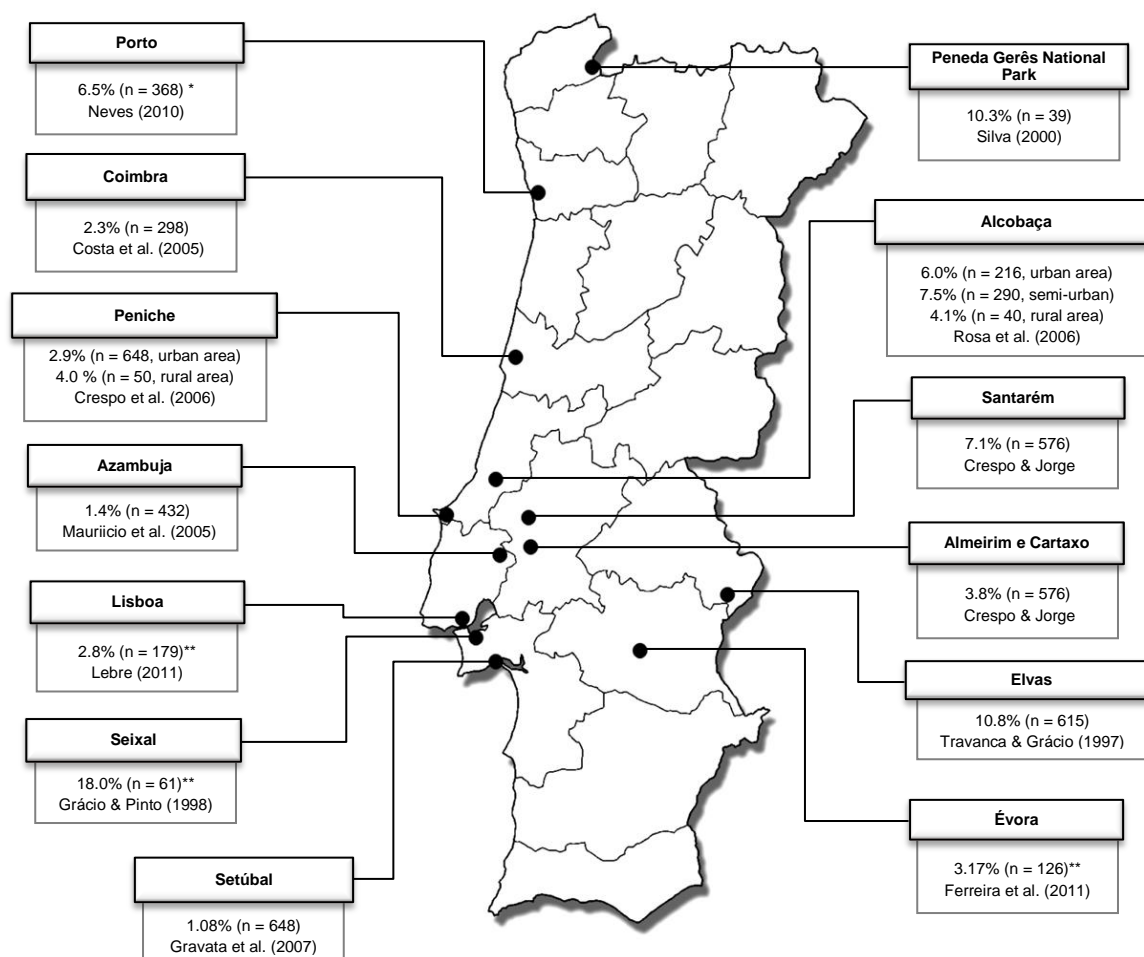 Porto
6.5% (n = 368) *
Neves (2010)
Coimbra
2.3% (n = 298)
Costa et al. (2005)
Peniche
2.9% (n = 648, urban area)
4.0 % (n = 50, rural area)
Crespo et al. (2006)
Azambuja
1.4% (n = 432)
Mauriicio et al. (2005)
Lisboa
2.8% (n = 179)**
Lebre (2011)
Seixal
18.0% (n = 61)**
Grácio & Pinto (1998)
Setúbal
1.08% (n = 648)
Gravata et al. (2007)
Peneda Gerês National
Park
10.3% (n = 39)
Silva (2000)
Alcobaça
6.0% (n = 216, urban area)
7.5% (n = 290, semi-urban)
4.1% (n = 40, rural area)
Rosa et al. (2006)
Santarém
7.1% (n = 576)
Crespo & Jorge
Almeirim e Cartaxo
3.8% (n = 576)
Crespo & Jorge
Elvas
10.8% (n = 615)
Travanca & Grácio (1997)
Évora
3.17% (n = 126)**
Ferreira et al. (2011)